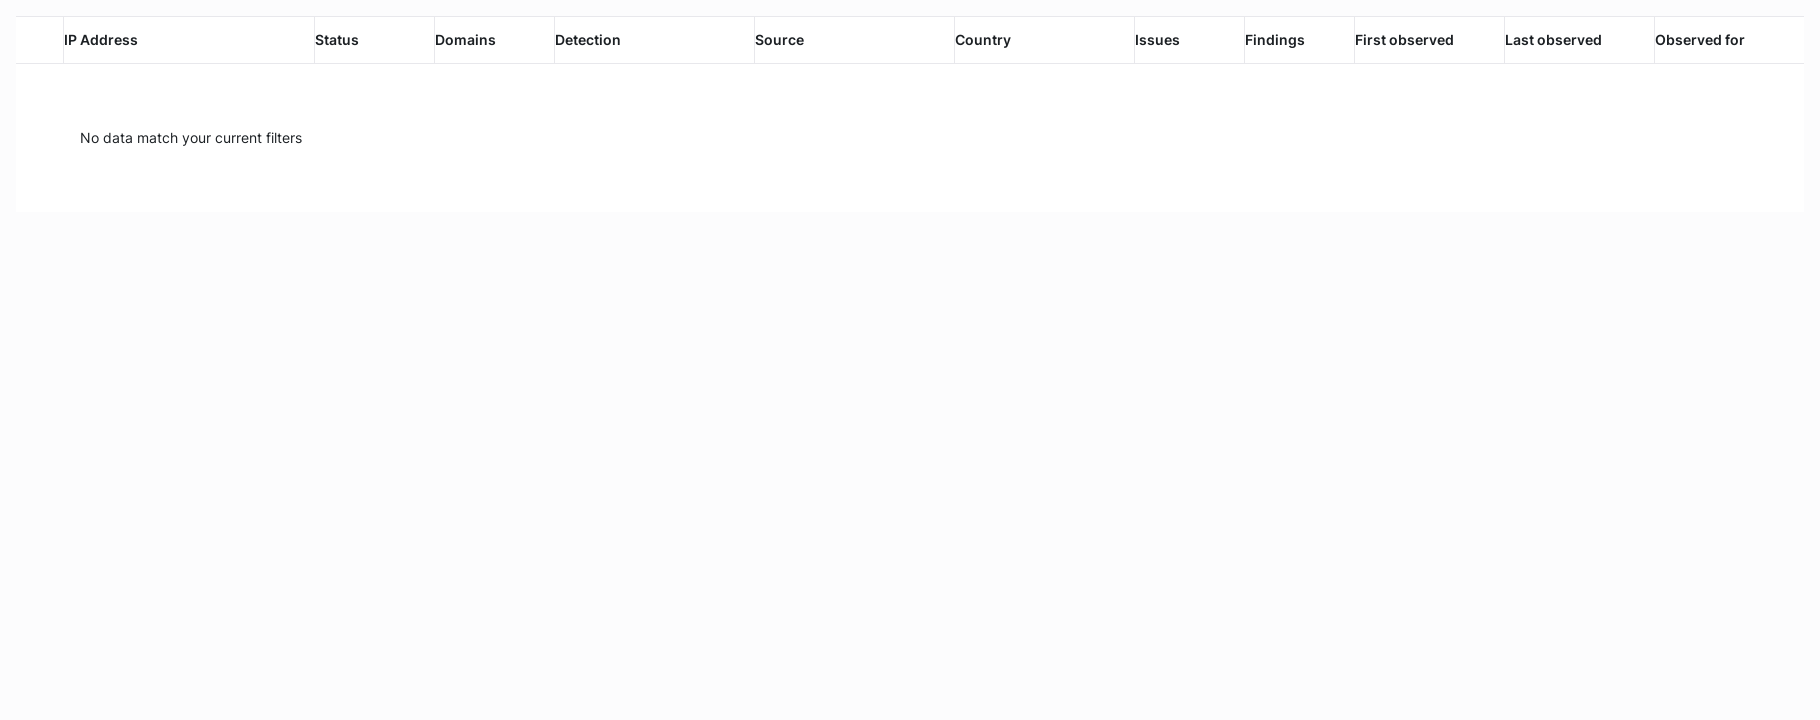 IP Address Status Domains Detection Source Country Issues Findings First observed Last observed Observed for
No data match your current filters